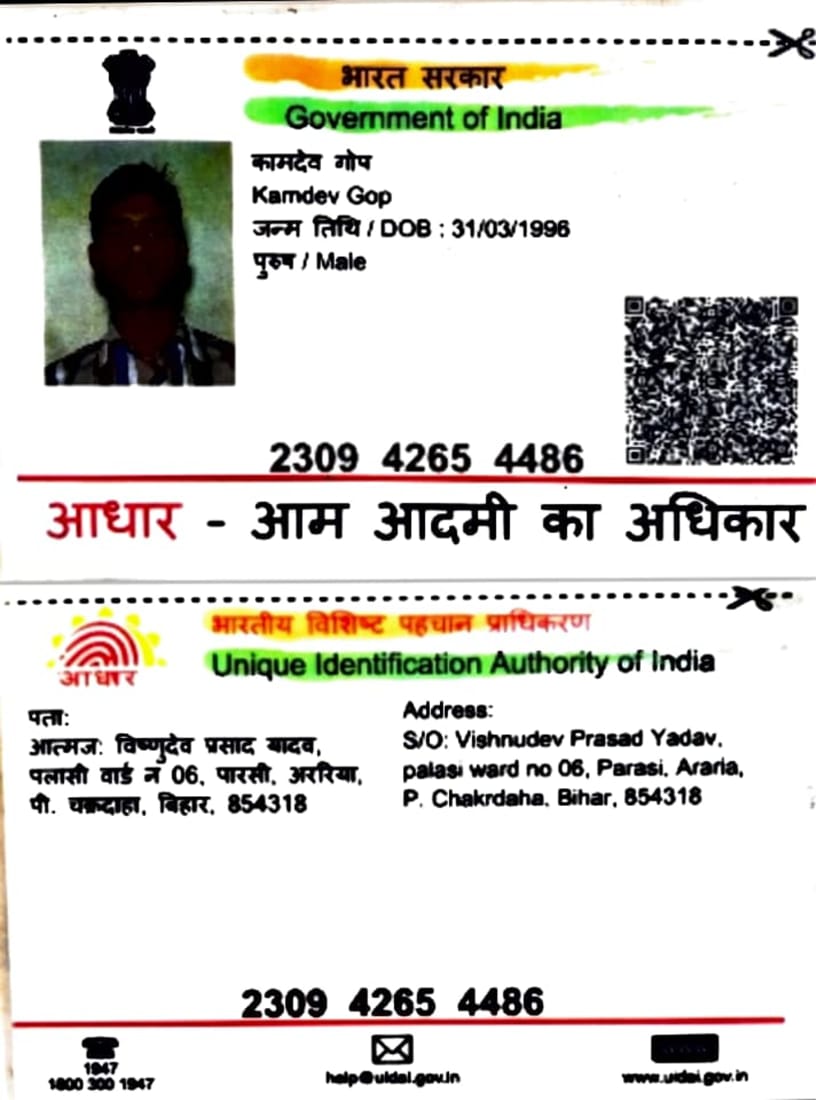 भारत सरकार
Government of India
कामदेव गोप
Kamdev Gop
जन्म तिथि / DOB : 31/03/1996
पुरुष / Male
2309 4265 4486
आधार - आम आदमी का अधिकार
भारतीय विशिष्ट पहचान प्राधिकरण
Unique Identification Authority of India
आधार
पता:
आत्मज: विष्णुदेव प्रसाद यादव,
पलासी वार्ड नं 06, पारसी, अररिया,
पी. चक्रदाहा, बिहार, 854318
Address:
S/O: Vishnudev Prasad Yadav,
palasi ward no 06, Parasi, Araria,
P. Chakrdaha, Bihar, 854318
2309 4265 4486
1947
1800 300 1947
help@uidai.gov.in
www.uidai.gov.in